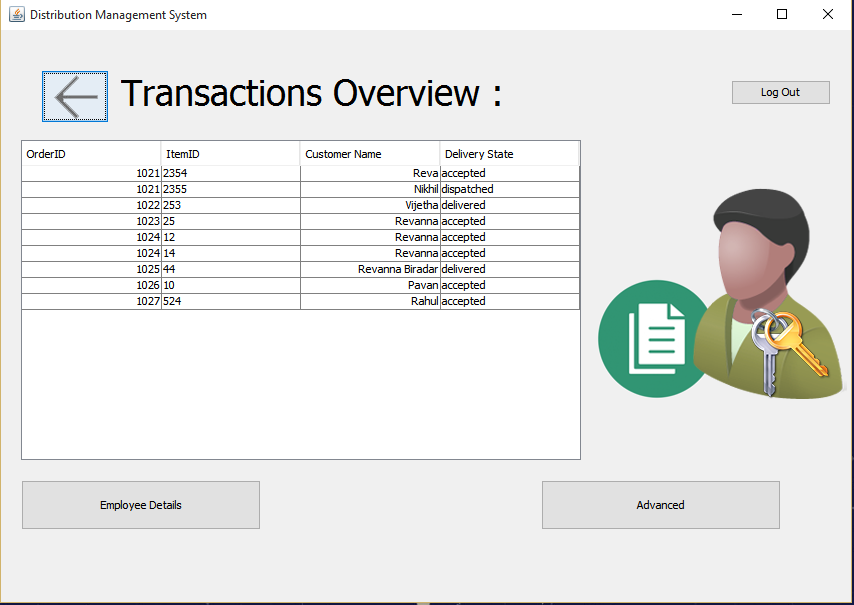 Distribution Management System
Transactions Overview :
Log Out
OrderID ItemID Customer Name Delivery State
1021 2354 Reva accepted
1021 2355 Nikhil dispatched
1022 253 Vijetha delivered
1023 25 Revanna accepted
1024 12 Revanna accepted
1024 14 Revanna accepted
1025 44 Revanna Biradar delivered
1026 10 Pavan accepted
1027 524 Rahul accepted
Employee Details Advanced